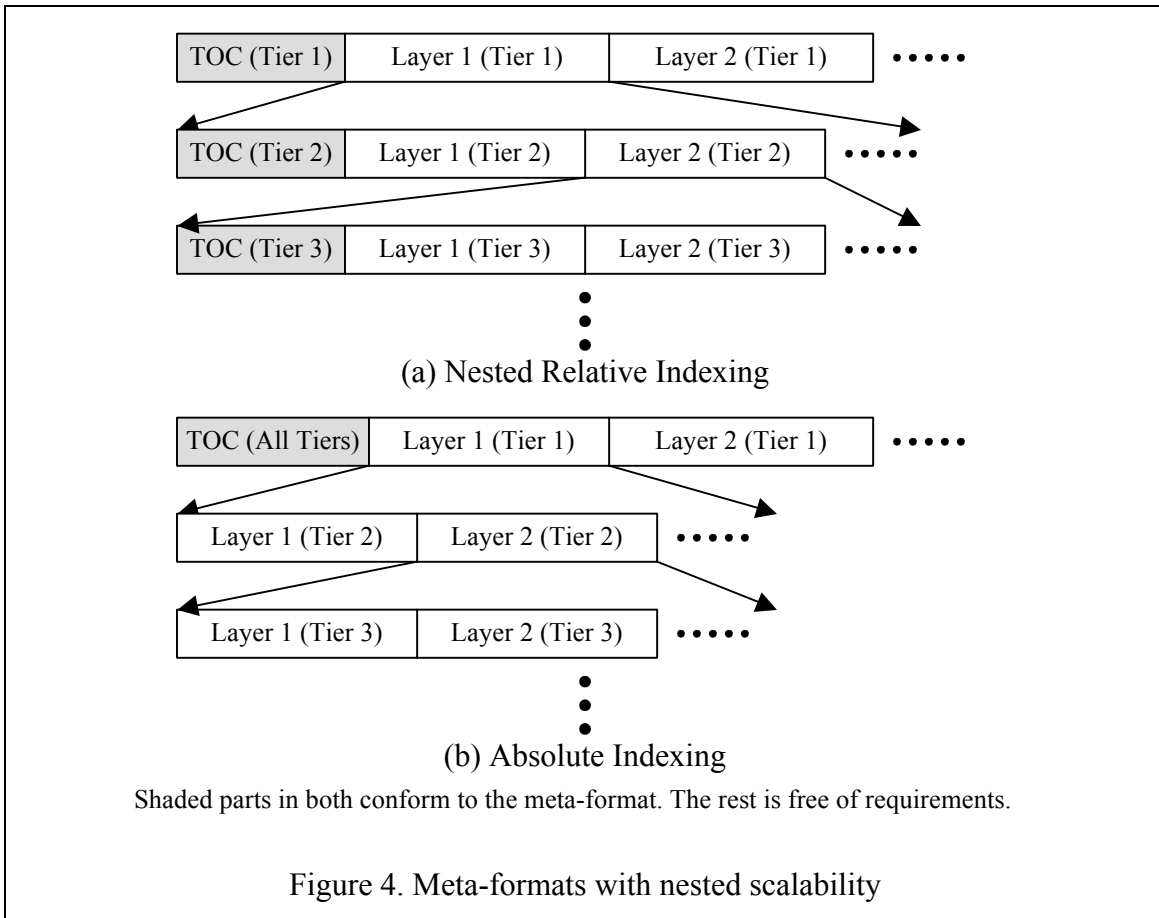 TOC (Tier 1) Layer 1 (Tier 1) Layer 2 (Tier 1)
TOC (Tier 2) Layer 1 (Tier 2) Layer 2 (Tier 2)
TOC (Tier 3) Layer 1 (Tier 3) Layer 2 (Tier 3)
(a) Nested Relative Indexing
TOC (All Tiers) Layer 1 (Tier 1) Layer 2 (Tier 1)
Layer 1 (Tier 2) Layer 2 (Tier 2)
Layer 1 (Tier 3) Layer 2 (Tier 3)
(b) Absolute Indexing
Shaded parts in both conform to the meta-format. The rest is free of requirements.
Figure 4. Meta-formats with nested scalability